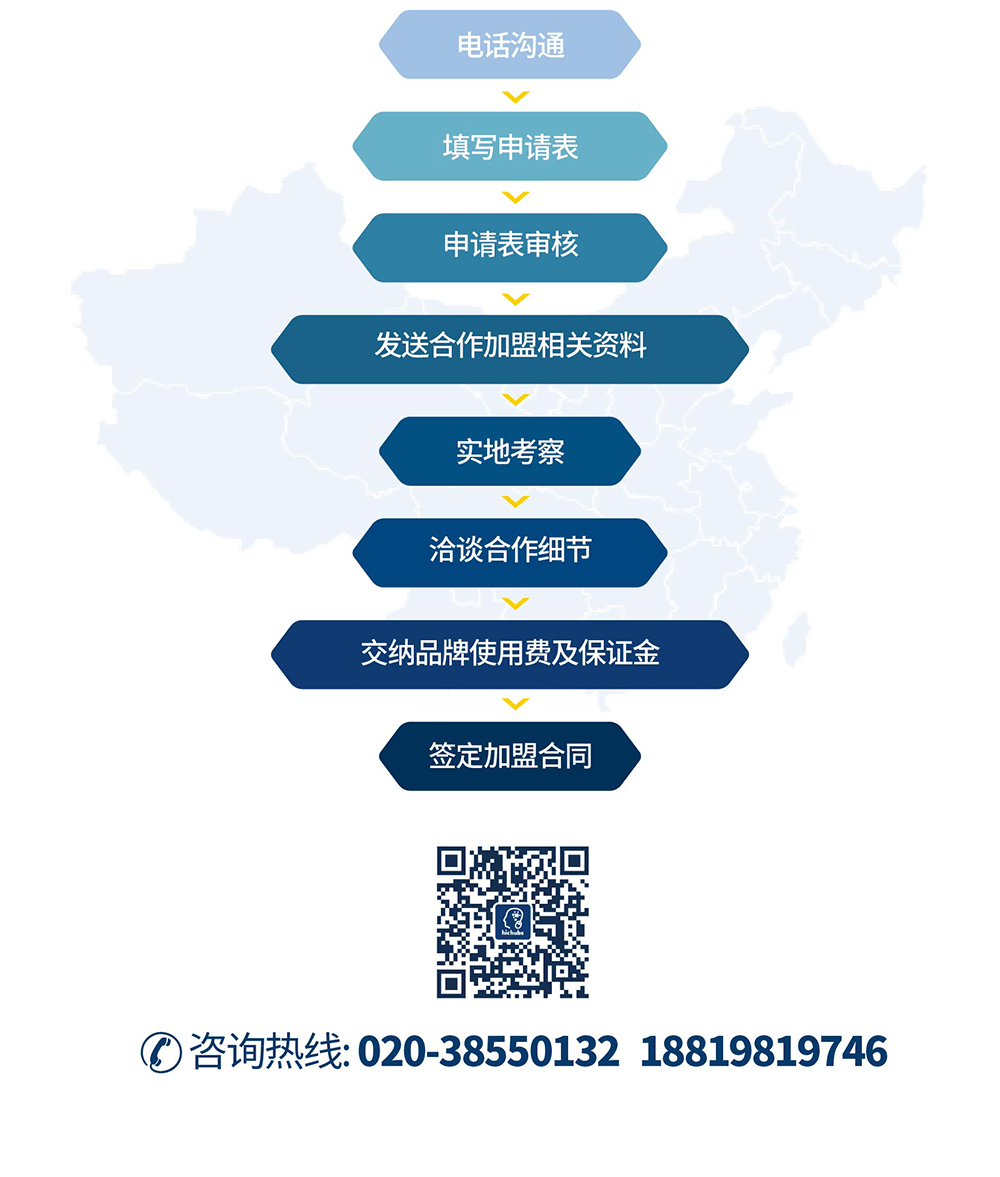 电话沟通
填写申请表
申请表审核
发送合作加盟相关资料
实地考察
洽谈合作细节
交纳品牌使用费及保证金
签定加盟合同
hichubs
咨询热线: 020-38550132 18819819746